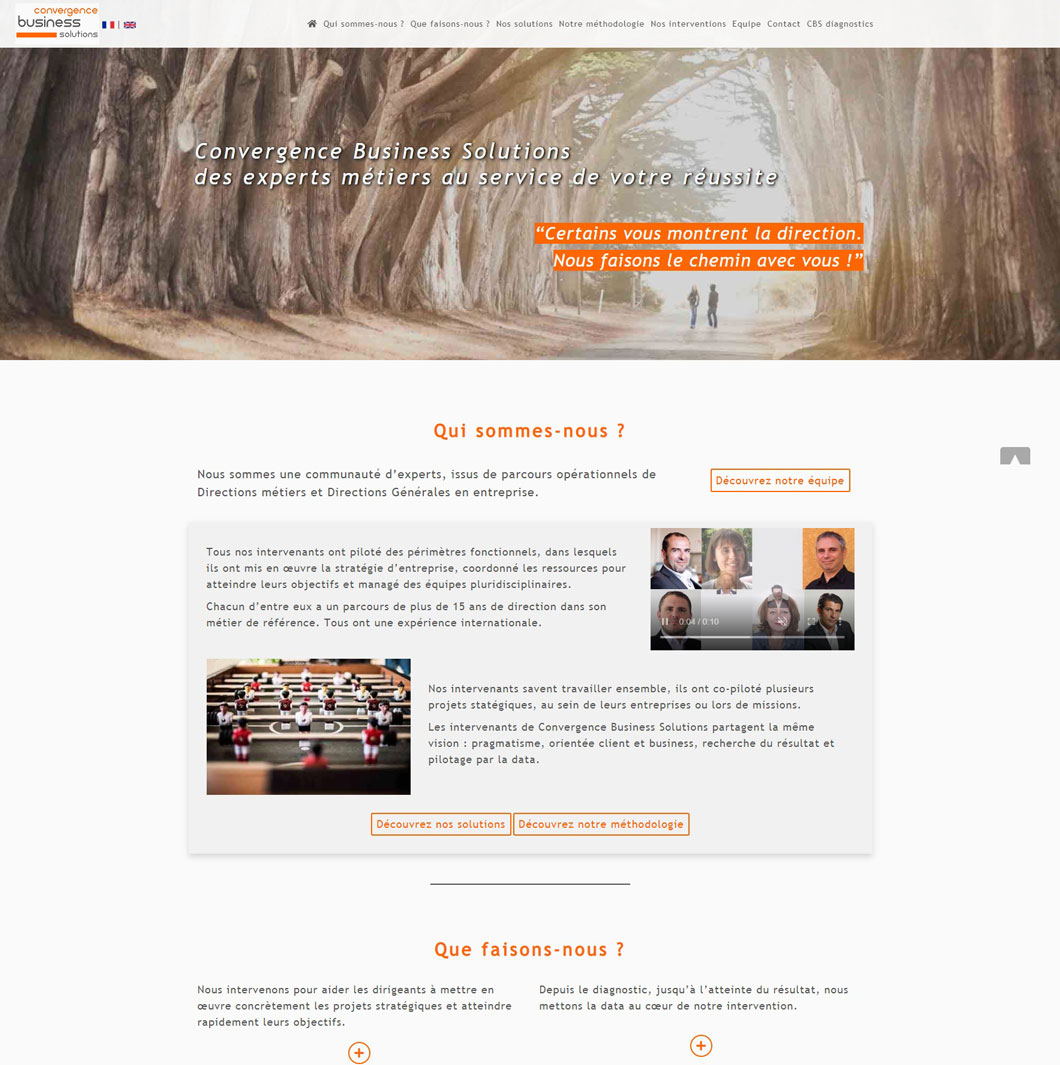 convergence
business
solutions
|
Qui sommes-nous ? Que faisons-nous ? Nos solutions Notre méthodologie Nos interventions Equipe Contact CBS diagnostics
Convergence Business Solutions
des experts métiers au service de votre réussite
“Certains vous montrent la direction.
Nous faisons le chemin avec vous !”
Qui sommes-nous ?
Nous sommes une communauté d’experts, issus de parcours opérationnels de
Directions métiers et Directions Générales en entreprise.
Découvrez notre équipe
Tous nos intervenants ont piloté des périmètres fonctionnels, dans lesquels
ils ont mis en œuvre la stratégie d’entreprise, coordonné les ressources pour
atteindre leurs objectifs et managé des équipes pluridisciplinaires.
Chacun d’entre eux a un parcours de plus de 15 ans de direction dans son
métier de référence. Tous ont une expérience internationale.
0:04 / 0:10
Nos intervenants savent travailler ensemble, ils ont co-piloté plusieurs
projets statégiques, au sein de leurs entreprises ou lors de missions.
Les intervenants de Convergence Business Solutions partagent la même
vision : pragmatisme, orientée client et business, recherche du résultat et
pilotage par la data.
Découvrez nos solutions
Découvrez notre méthodologie
Que faisons-nous ?
Nous intervenons pour aider les dirigeants à mettre en
œuvre concrètement les projets stratégiques et atteindre
rapidement leurs objectifs.
Depuis le diagnostic, jusqu’à l’atteinte du résultat, nous
mettons la data au cœur de notre intervention.